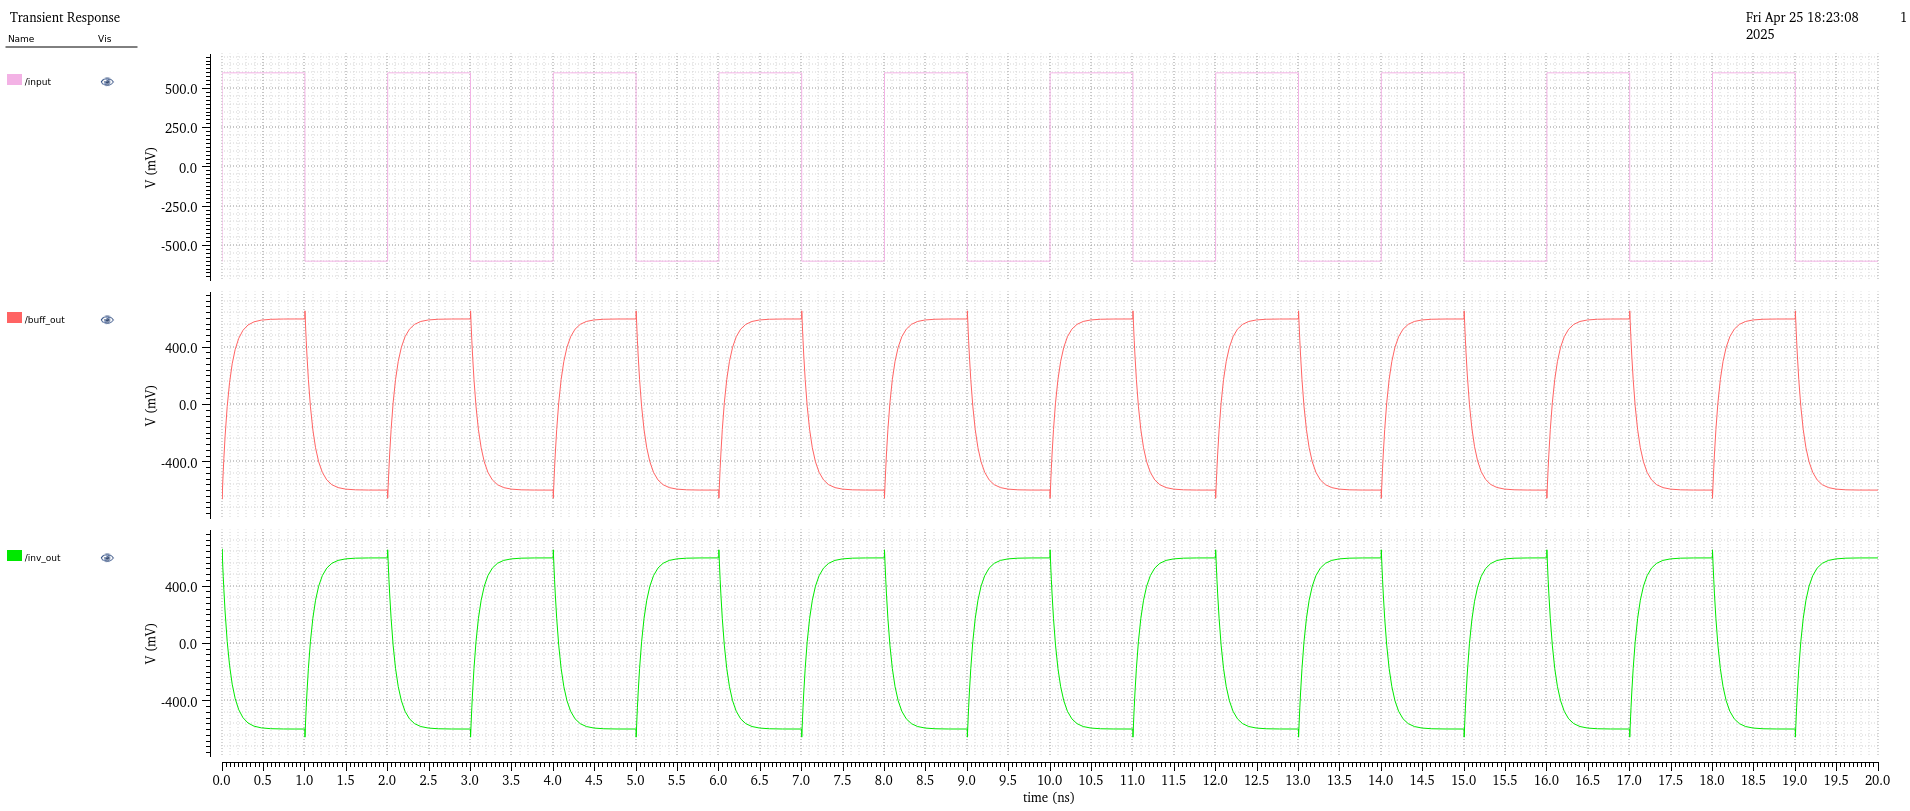 Transient Response
Fri Apr 25 18:23:08 1
2025
Name Vis
/input
500.0
250.0
0.0
-250.0
-500.0
V (mV)
/buff_out
400.0
0.0
-400.0
V (mV)
/inv_out
400.0
0.0
-400.0
V (mV)
0.0 0.5 1.0 1.5 2.0 2.5 3.0 3.5 4.0 4.5 5.0 5.5 6.0 6.5 7.0 7.5 8.0 8.5 9.0 9.5 10.0 10.5 11.0 11.5 12.0 12.5 13.0 13.5 14.0 14.5 15.0 15.5 16.0 16.5 17.0 17.5 18.0 18.5 19.0 19.5 20.0
time (ns)